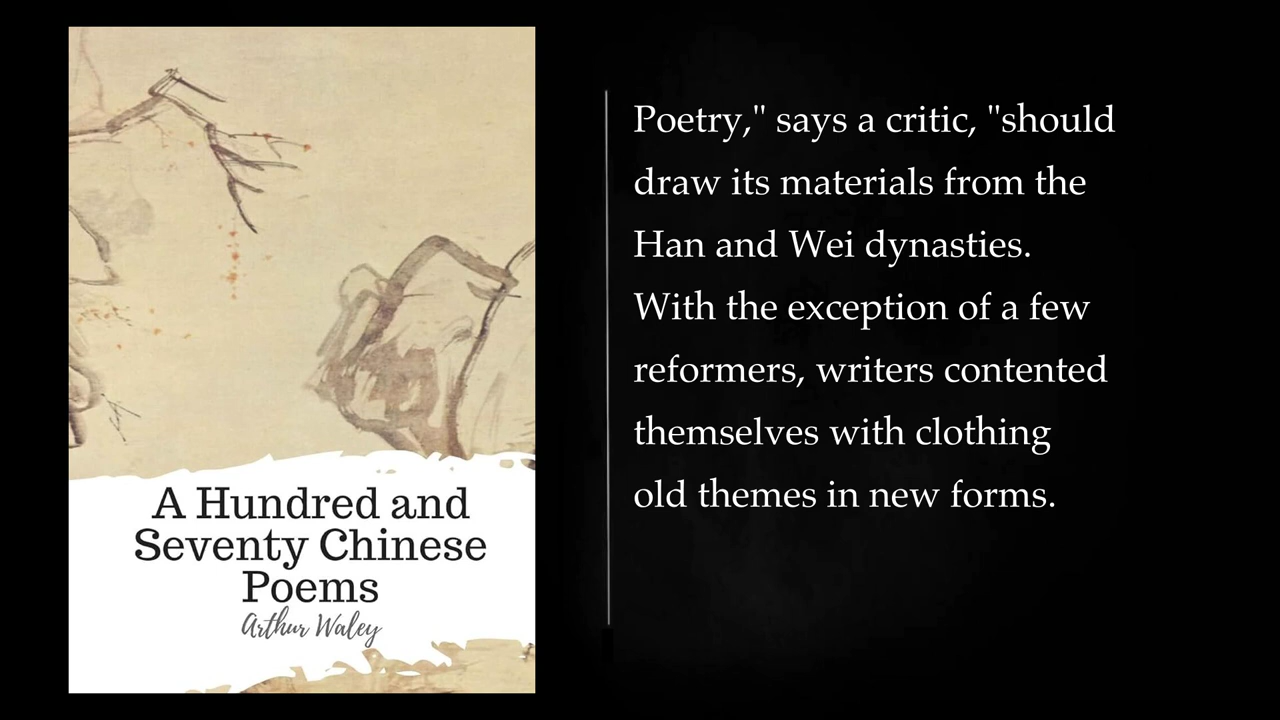 A Hundred and
Seventy Chinese
Poems
Arthur Waley
Poetry," says a critic, "should
draw its materials from the
Han and Wei dynasties.
With the exception of a few
reformers, writers contented
themselves with clothing
old themes in new forms.